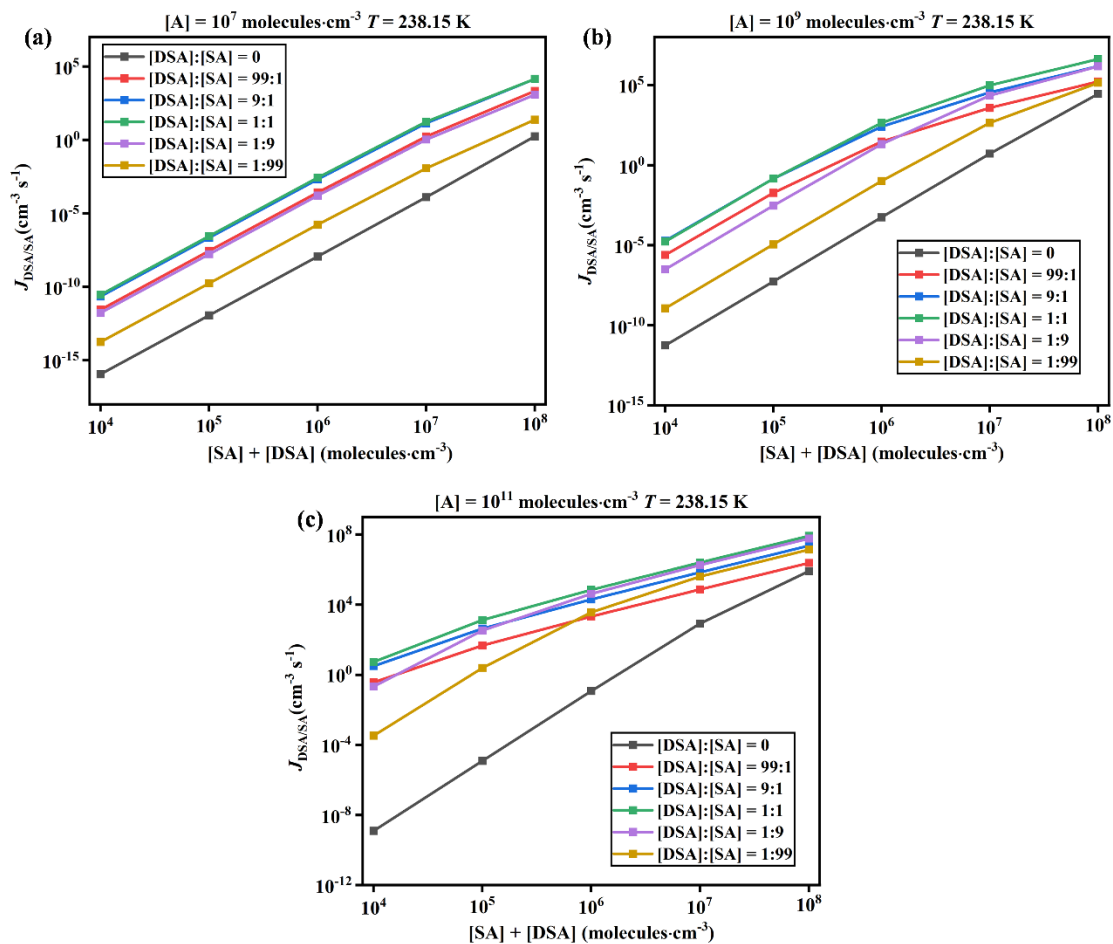 [A] = 10⁷ molecules·cm⁻³ T = 238.15 K
(a)
[DSA]:[SA] = 0
[DSA]:[SA] = 99:1
[DSA]:[SA] = 9:1
[DSA]:[SA] = 1:1
[DSA]:[SA] = 1:9
[DSA]:[SA] = 1:99
J_DSA/SA(cm⁻³ s⁻¹)
10⁵
10⁰
10⁻⁵
10⁻¹⁰
10⁻¹⁵
10⁴ 10⁵ 10⁶ 10⁷ 10⁸
[SA] + [DSA] (molecules·cm⁻³)
[A] = 10⁹ molecules·cm⁻³ T = 238.15 K
(b)
J_DSA/SA(cm⁻³ s⁻¹)
10⁵
10⁰
10⁻⁵
10⁻¹⁰
10⁻¹⁵
[DSA]:[SA] = 0
[DSA]:[SA] = 99:1
[DSA]:[SA] = 9:1
[DSA]:[SA] = 1:1
[DSA]:[SA] = 1:9
[DSA]:[SA] = 1:99
10⁴ 10⁵ 10⁶ 10⁷ 10⁸
[SA] + [DSA] (molecules·cm⁻³)
[A] = 10¹¹ molecules·cm⁻³ T = 238.15 K
(c)
J_DSA/SA(cm⁻³ s⁻¹)
10⁸
10⁴
10⁰
10⁻⁴
10⁻⁸
10⁻¹²
[DSA]:[SA] = 0
[DSA]:[SA] = 99:1
[DSA]:[SA] = 9:1
[DSA]:[SA] = 1:1
[DSA]:[SA] = 1:9
[DSA]:[SA] = 1:99
10⁴ 10⁵ 10⁶ 10⁷ 10⁸
[SA] + [DSA] (molecules·cm⁻³)